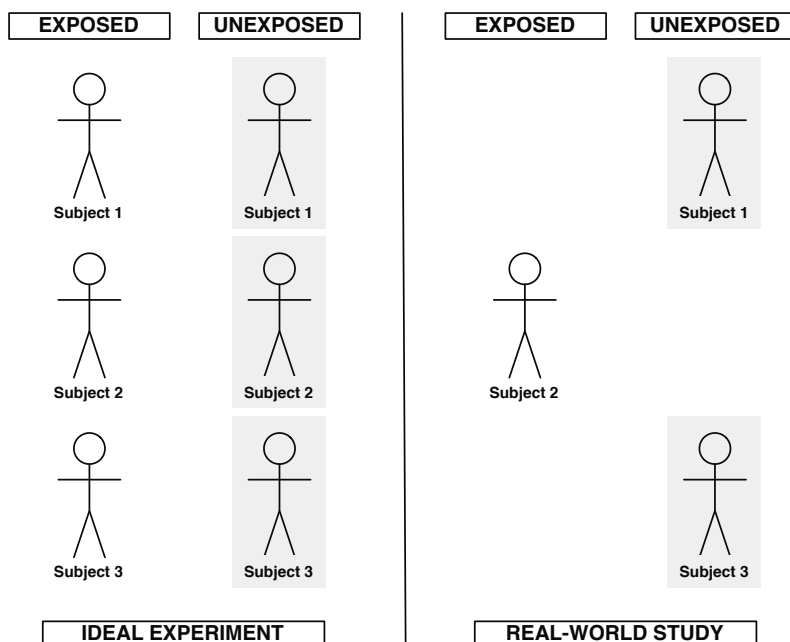 EXPOSED
UNEXPOSED
EXPOSED
UNEXPOSED
Subject 1
Subject 1
Subject 1
Subject 2
Subject 2
Subject 2
Subject 3
Subject 3
Subject 3
IDEAL EXPERIMENT
REAL-WORLD STUDY